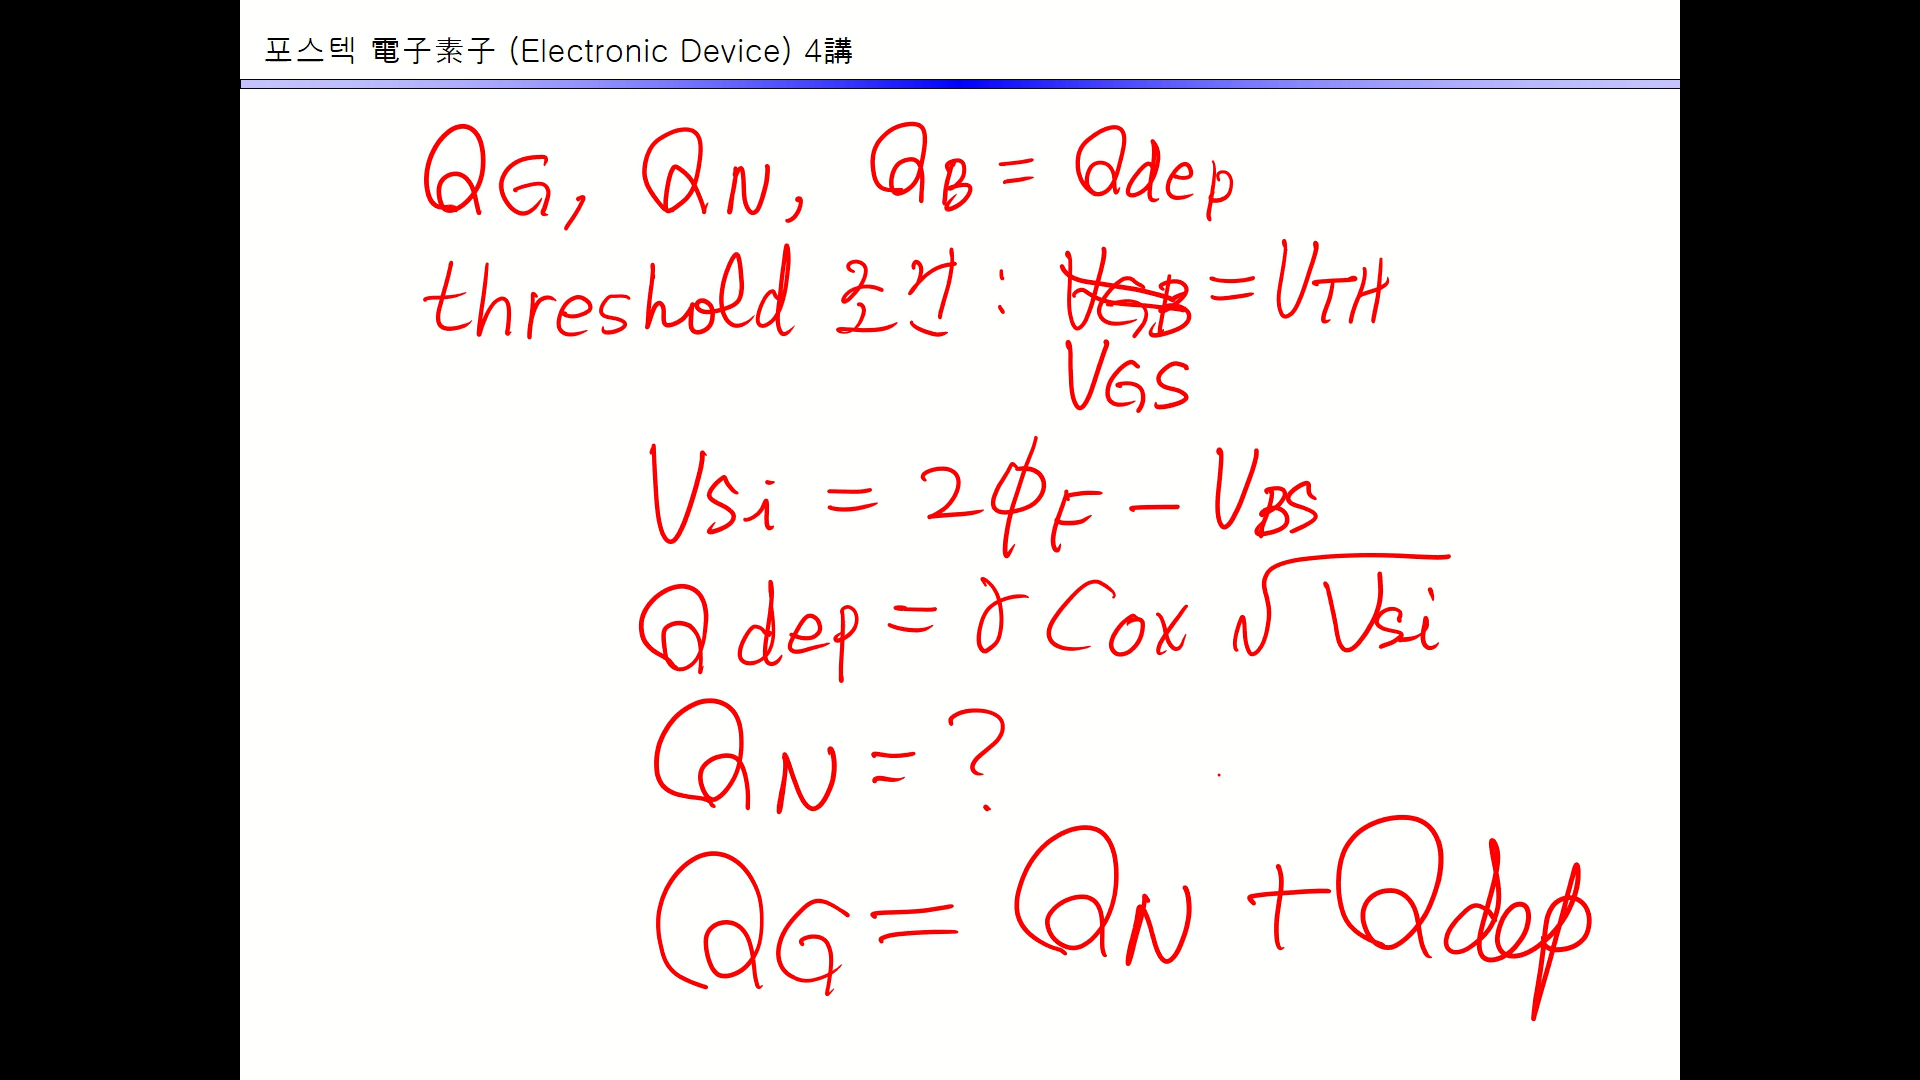 포스텍 電子素子 (Electronic Device) 4講
QG, QN, QB = Qdep
threshold 조건 : VGB = VTH
VGS
Vsi = 2ϕF - VBS
Qdep = γ Cox √Vsi
QN = ?
QG = QN + Qdep